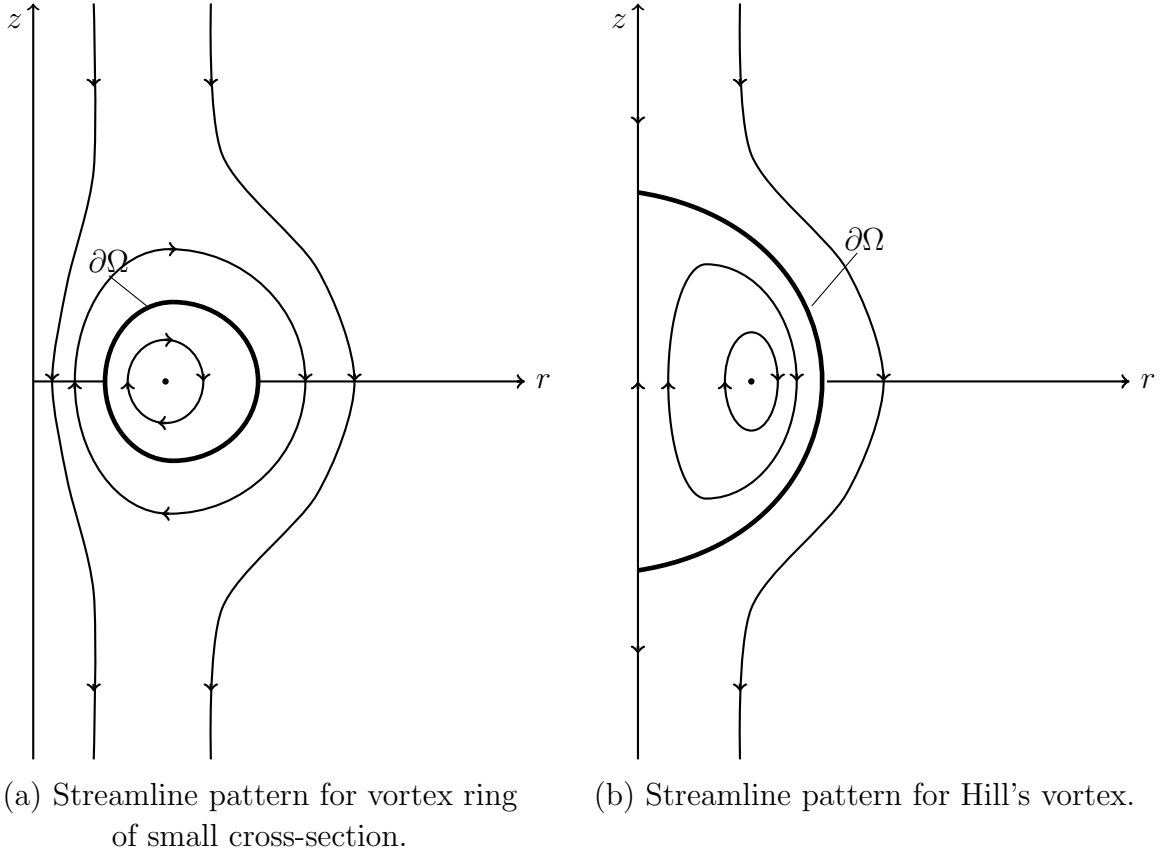 z
∂Ω
r
(a) Streamline pattern for vortex ring
of small cross-section.
z
∂Ω
r
(b) Streamline pattern for Hill's vortex.